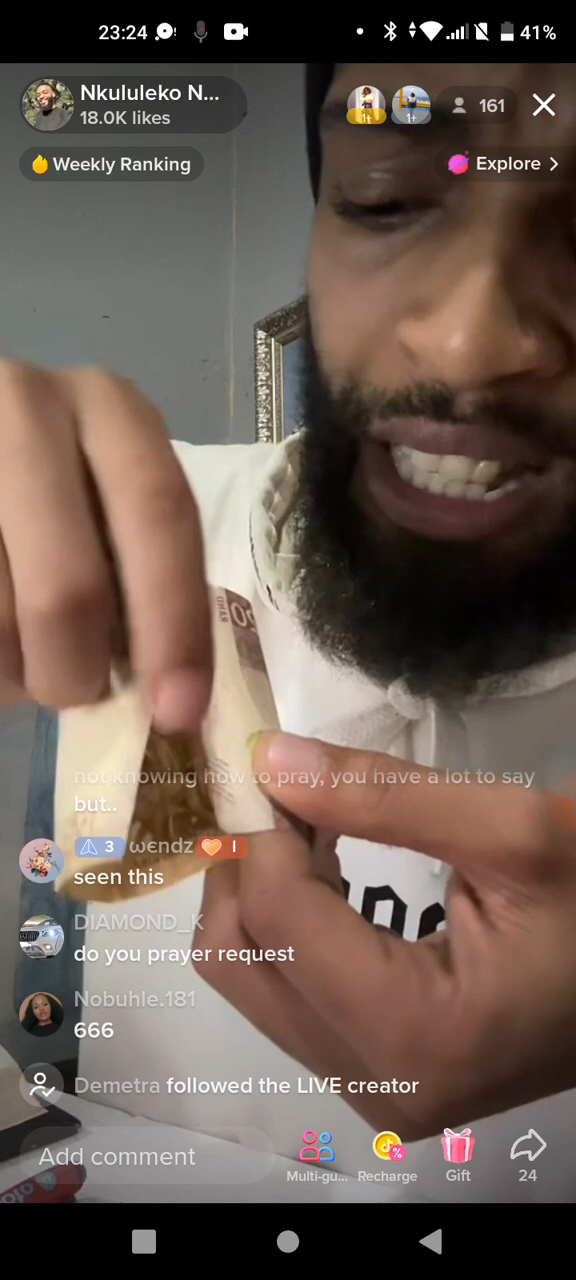 23:24
41%
Nkululeko N...
18.0K likes
1+
1+
161
Weekly Ranking
Explore >
not knowing how to pray, you have a lot to say
but..
3 ωєndz I
seen this
DIAMOND_K
do you prayer request
Nobuhle.181
666
Demetra followed the LIVE creator
Add comment
Multi-gu...
Recharge
Gift
24